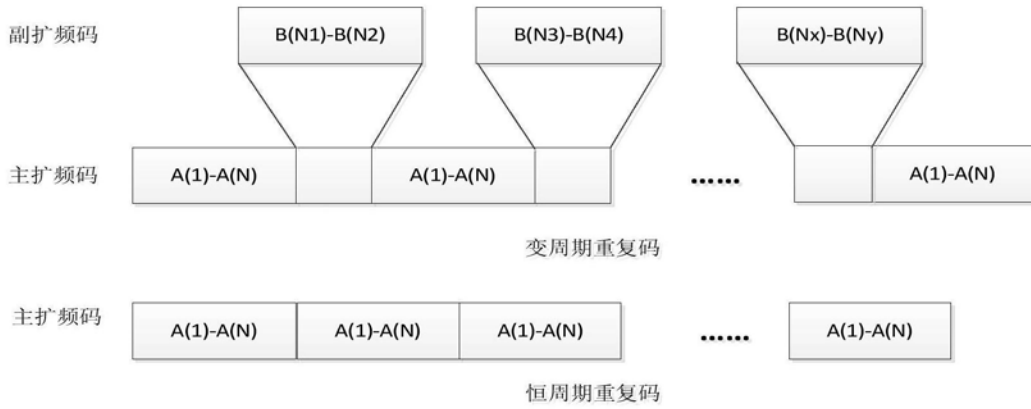 副扩频码 B(N1)-B(N2) B(N3)-B(N4) B(Nx)-B(Ny)
主扩频码 A(1)-A(N) A(1)-A(N) …… A(1)-A(N)
变周期重复码
主扩频码 A(1)-A(N) A(1)-A(N) A(1)-A(N) …… A(1)-A(N)
恒周期重复码